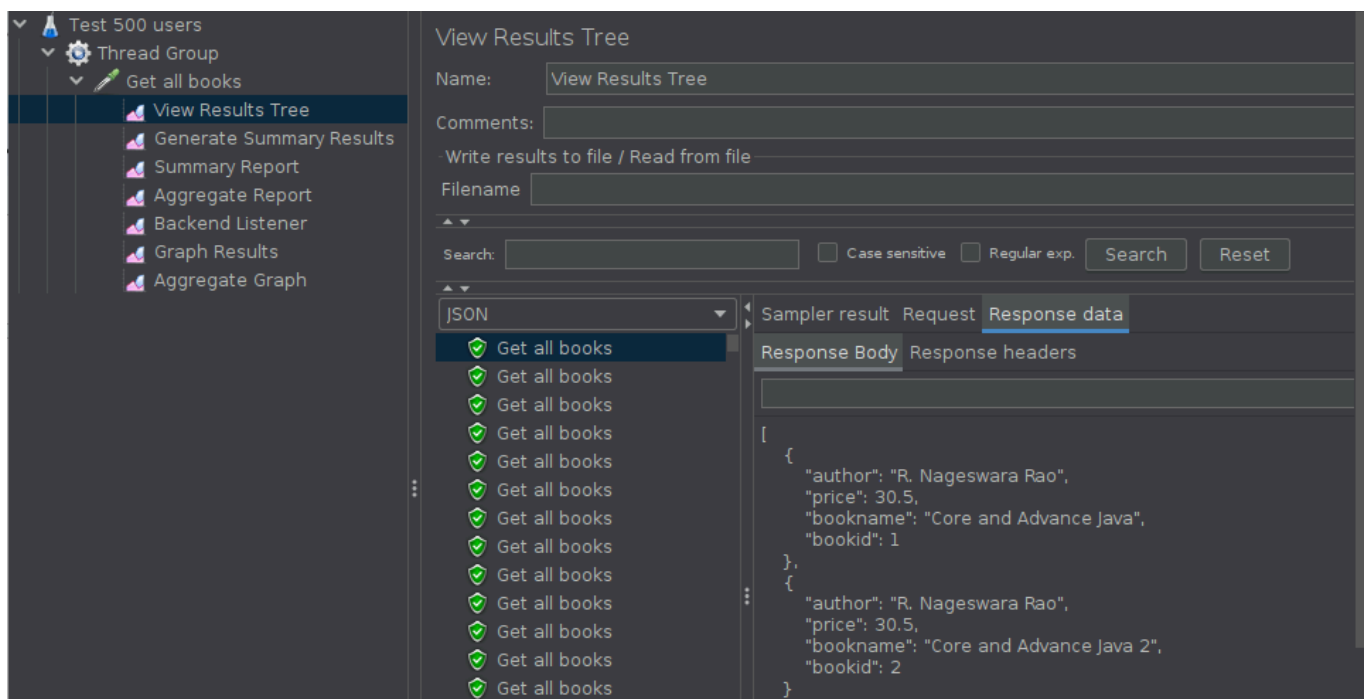 Test 500 users
Thread Group
Get all books
View Results Tree
Generate Summary Results
Summary Report
Aggregate Report
Backend Listener
Graph Results
Aggregate Graph
View Results Tree
Name: View Results Tree
Comments:
Write results to file / Read from file
Filename
Search: Case sensitive Regular exp. Search Reset
JSON
Get all books
Get all books
Get all books
Get all books
Get all books
Get all books
Get all books
Get all books
Get all books
Get all books
Get all books
Get all books
Get all books
Sampler result Request Response data
Response Body Response headers
[
{
"author": "R. Nageswara Rao",
"price": 30.5,
"bookname": "Core and Advance Java",
"bookid": 1
},
{
"author": "R. Nageswara Rao",
"price": 30.5,
"bookname": "Core and Advance Java 2",
"bookid": 2
}